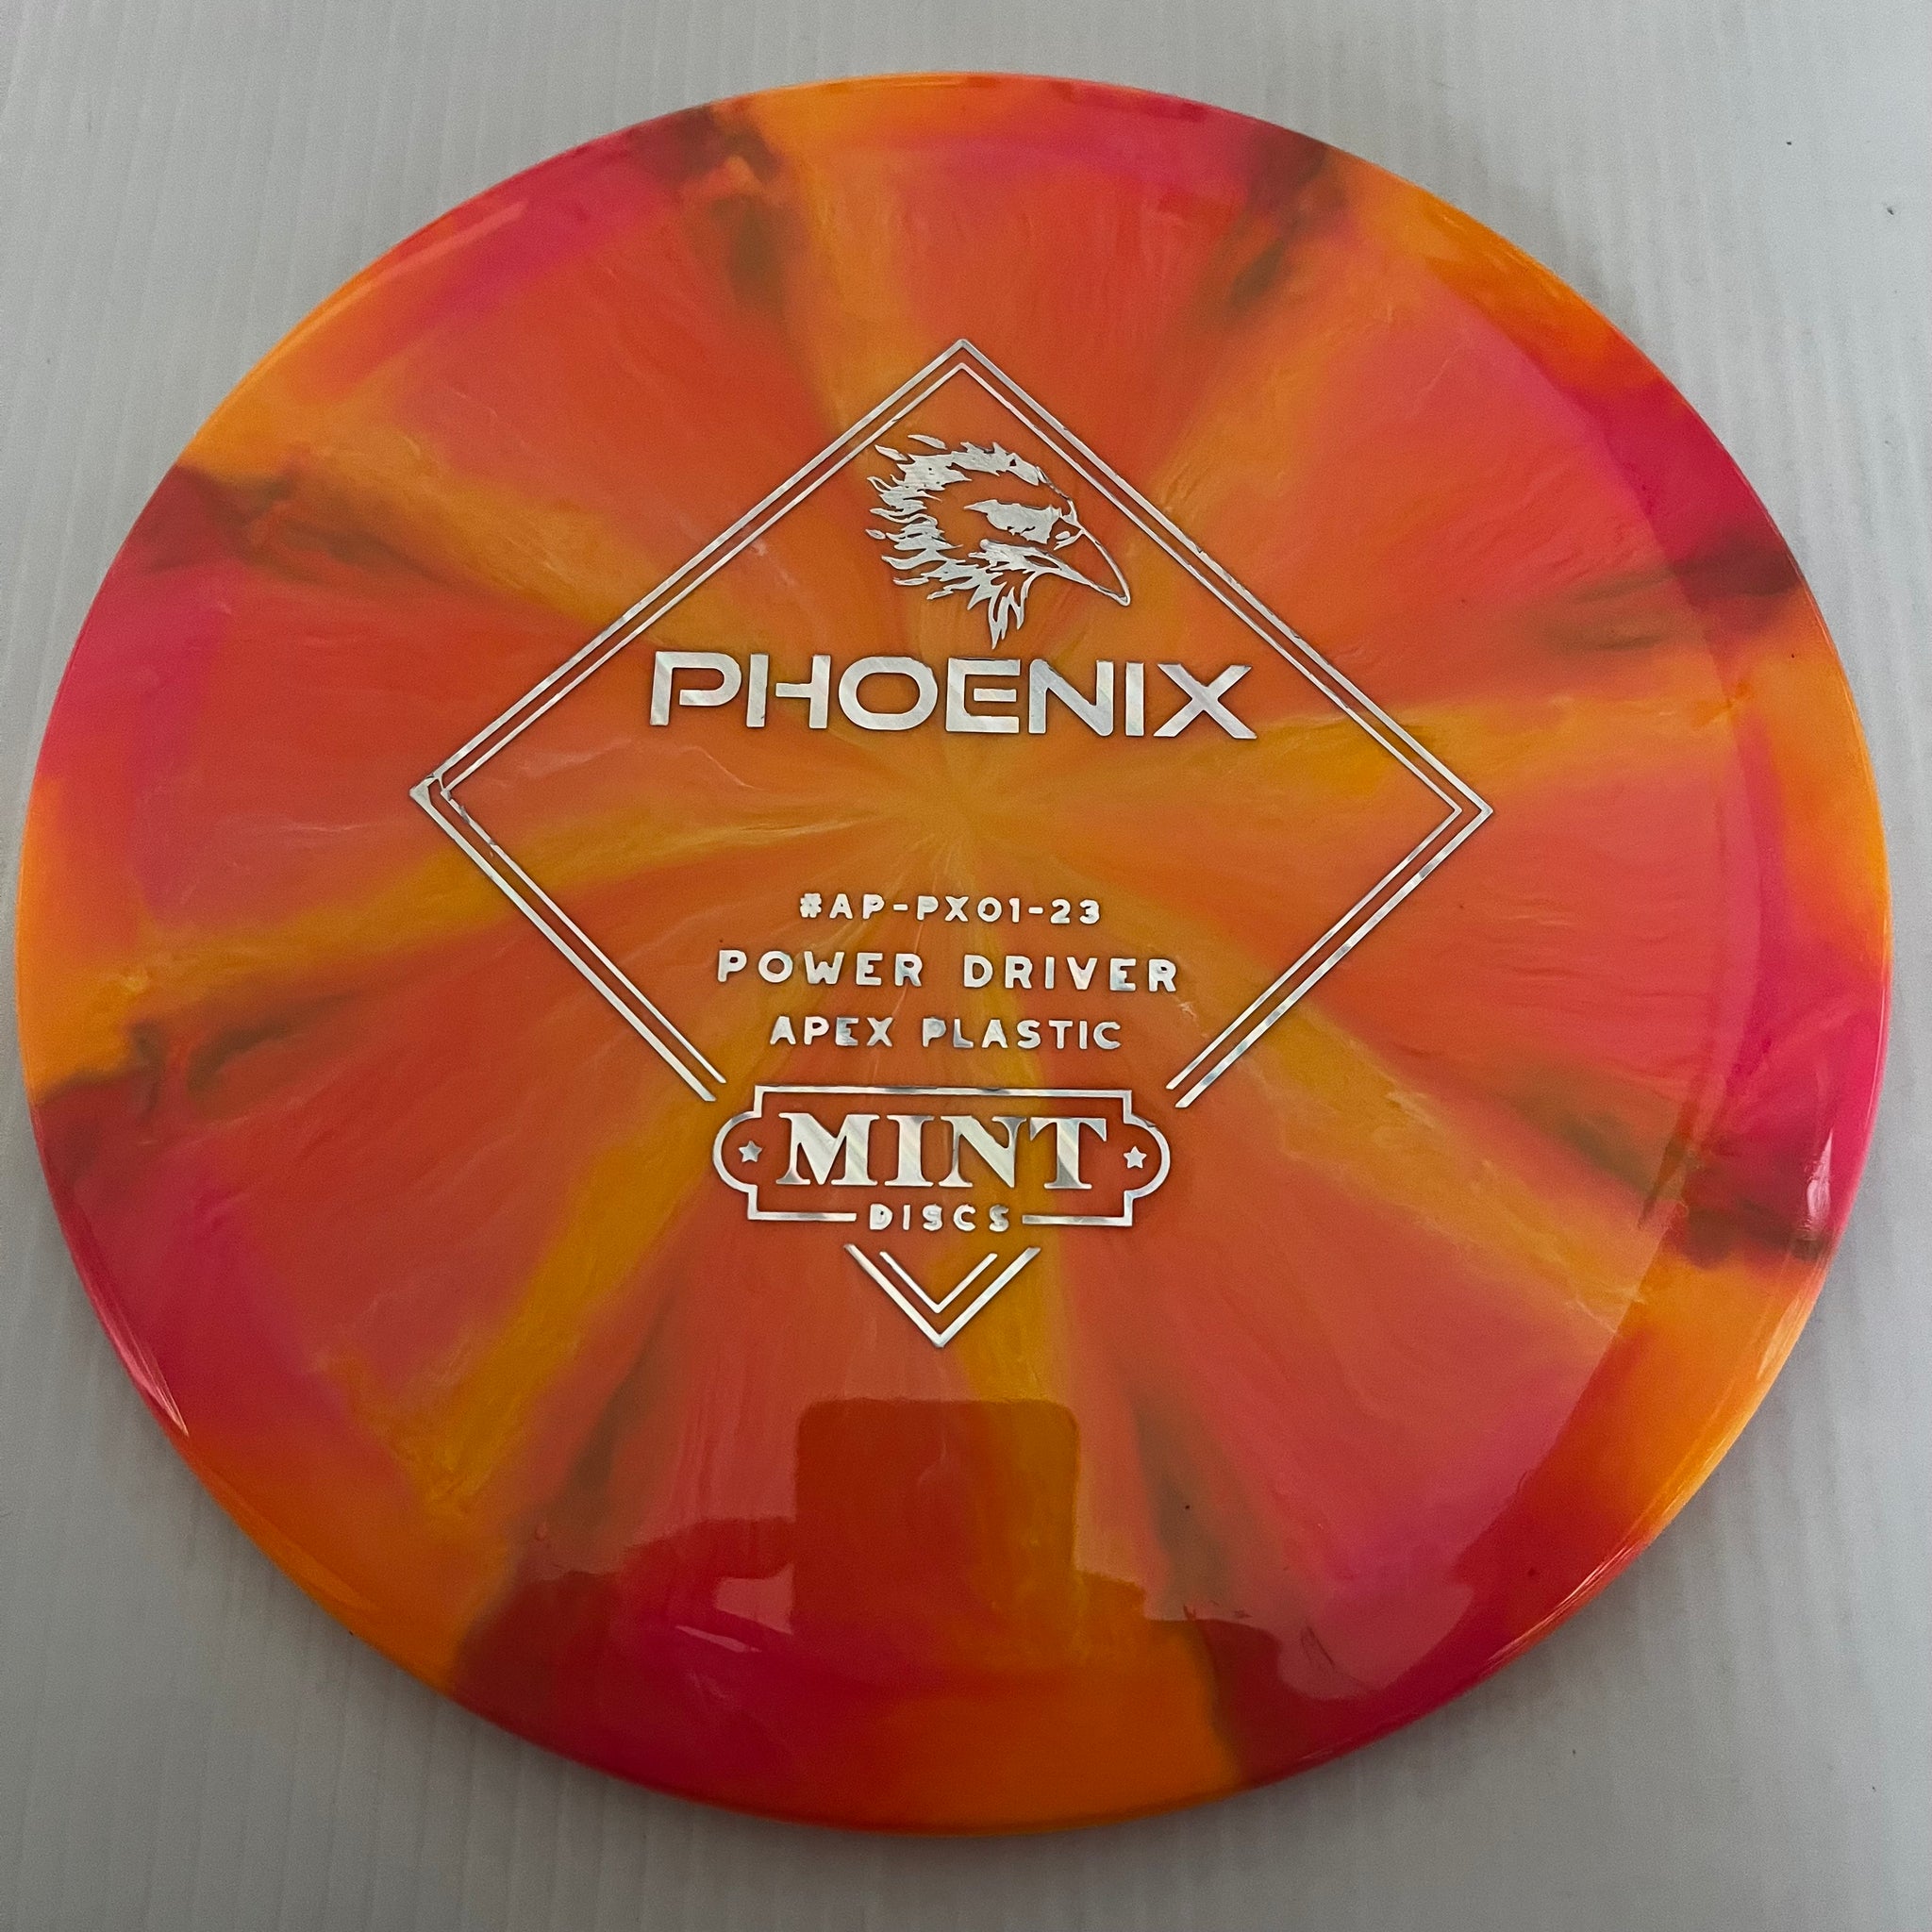 PHOENIX
#AP-PX01-23
POWER DRIVER
APEX PLASTIC
MINT
DISCS